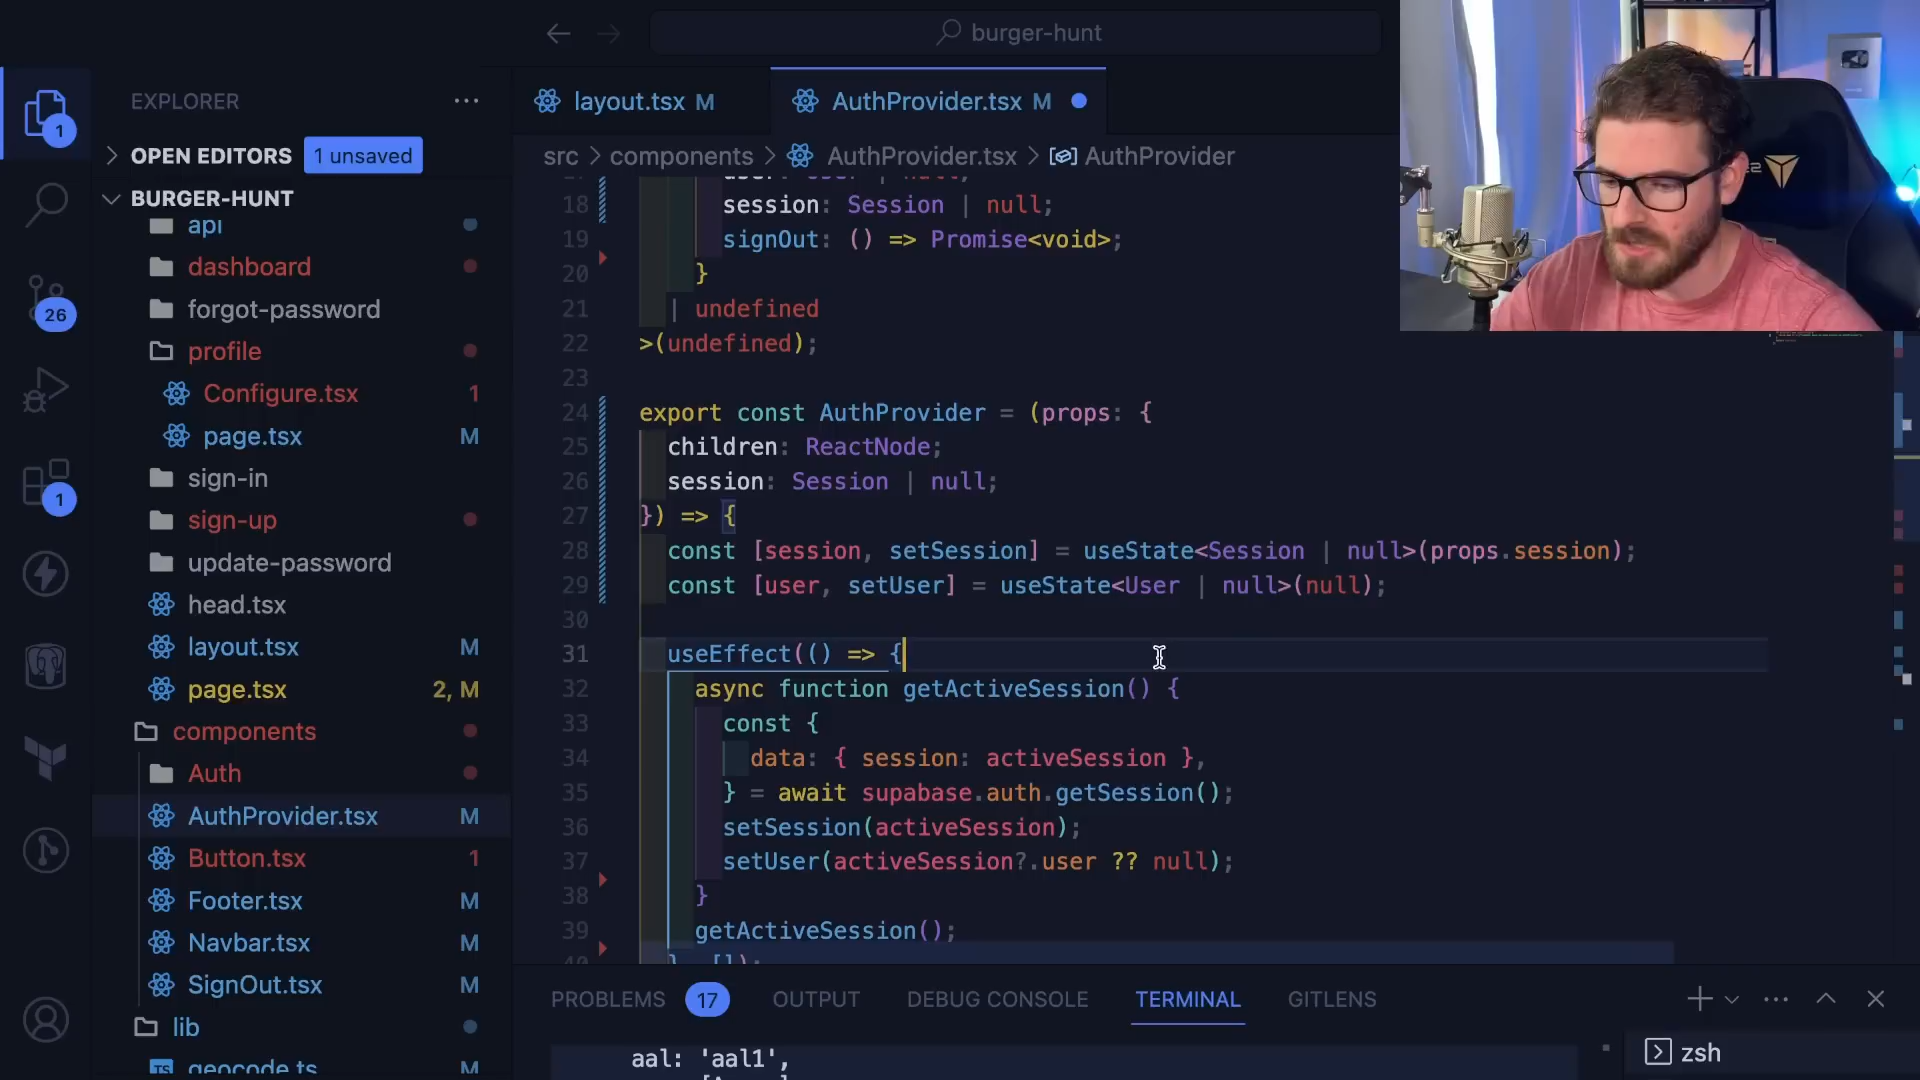 burger-hunt
EXPLORER
1
OPEN EDITORS 1 unsaved
BURGER-HUNT
api
dashboard
forgot-password
profile
Configure.tsx 1
page.tsx M
sign-in
sign-up
update-password
head.tsx
layout.tsx M
page.tsx 2, M
components
Auth
AuthProvider.tsx M
Button.tsx 1
Footer.tsx M
Navbar.tsx M
SignOut.tsx M
lib
geocode.ts M
26
1
layout.tsx M
AuthProvider.tsx M
src > components > AuthProvider.tsx > AuthProvider
18 session: Session | null;
19 signOut: () => Promise<void>;
20 }
21 | undefined
22 >(undefined);
23
24 export const AuthProvider = (props: {
25 children: ReactNode;
26 session: Session | null;
27 }) => {
28 const [session, setSession] = useState<Session | null>(props.session);
29 const [user, setUser] = useState<User | null>(null);
30
31 useEffect(() => {
32 async function getActiveSession() {
33 const {
34 data: { session: activeSession },
35 } = await supabase.auth.getSession();
36 setSession(activeSession);
37 setUser(activeSession?.user ?? null);
38 }
39 getActiveSession();
40 }, []);
PROBLEMS 17 OUTPUT DEBUG CONSOLE TERMINAL GITLENS
aal: 'aal1',
zsh